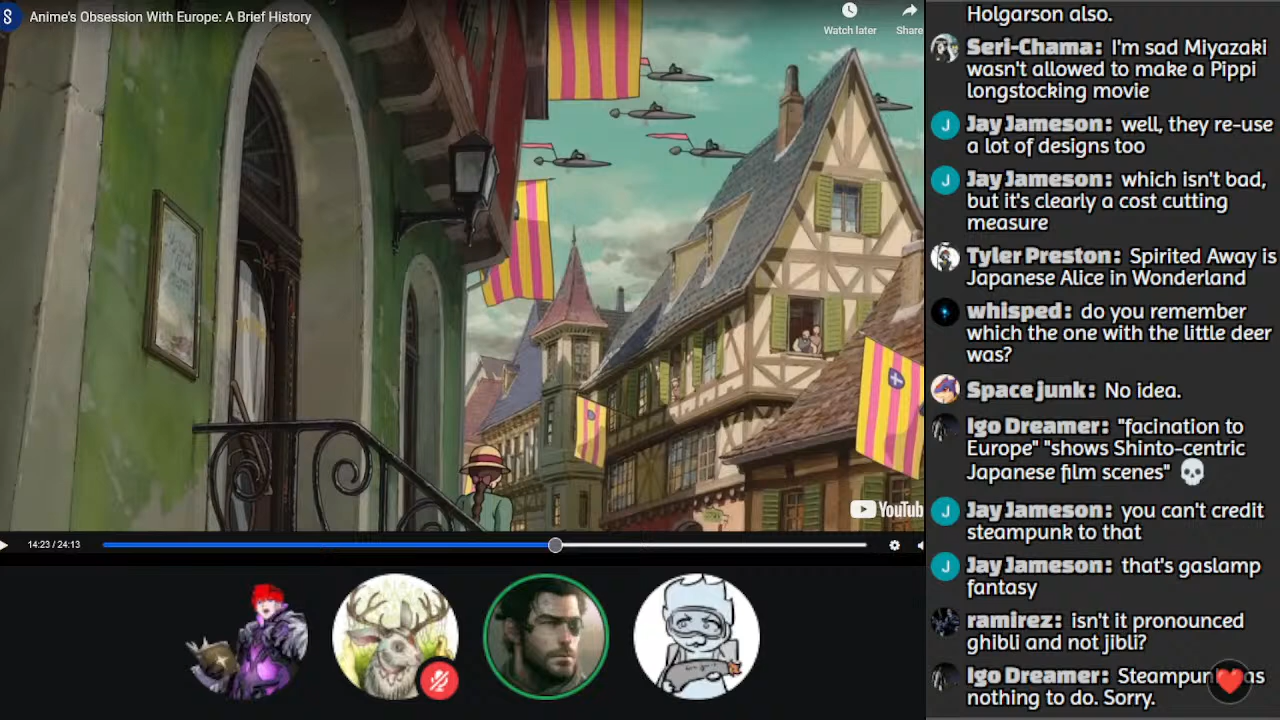 Anime's Obsession With Europe: A Brief History
Watch later
Share
YouTub
14:23 / 24:13
Holgarson also.
Seri-Chama: I'm sad Miyazaki
wasn't allowed to make a Pippi
longstocking movie
J
Jay Jameson: well, they re-use
a lot of designs too
J
Jay Jameson: which isn't bad,
but it's clearly a cost cutting
measure
Tyler Preston: Spirited Away is
Japanese Alice in Wonderland
whisped: do you remember
which the one with the little deer
was?
Space junk: No idea.
Igo Dreamer: "facination to
Europe" "shows Shinto-centric
Japanese film scenes" 💀
J
Jay Jameson: you can't credit
steampunk to that
J
Jay Jameson: that's gaslamp
fantasy
ramirez: isn't it pronounced
ghibli and not jibli?
Igo Dreamer:
nothing to do. Sorry.